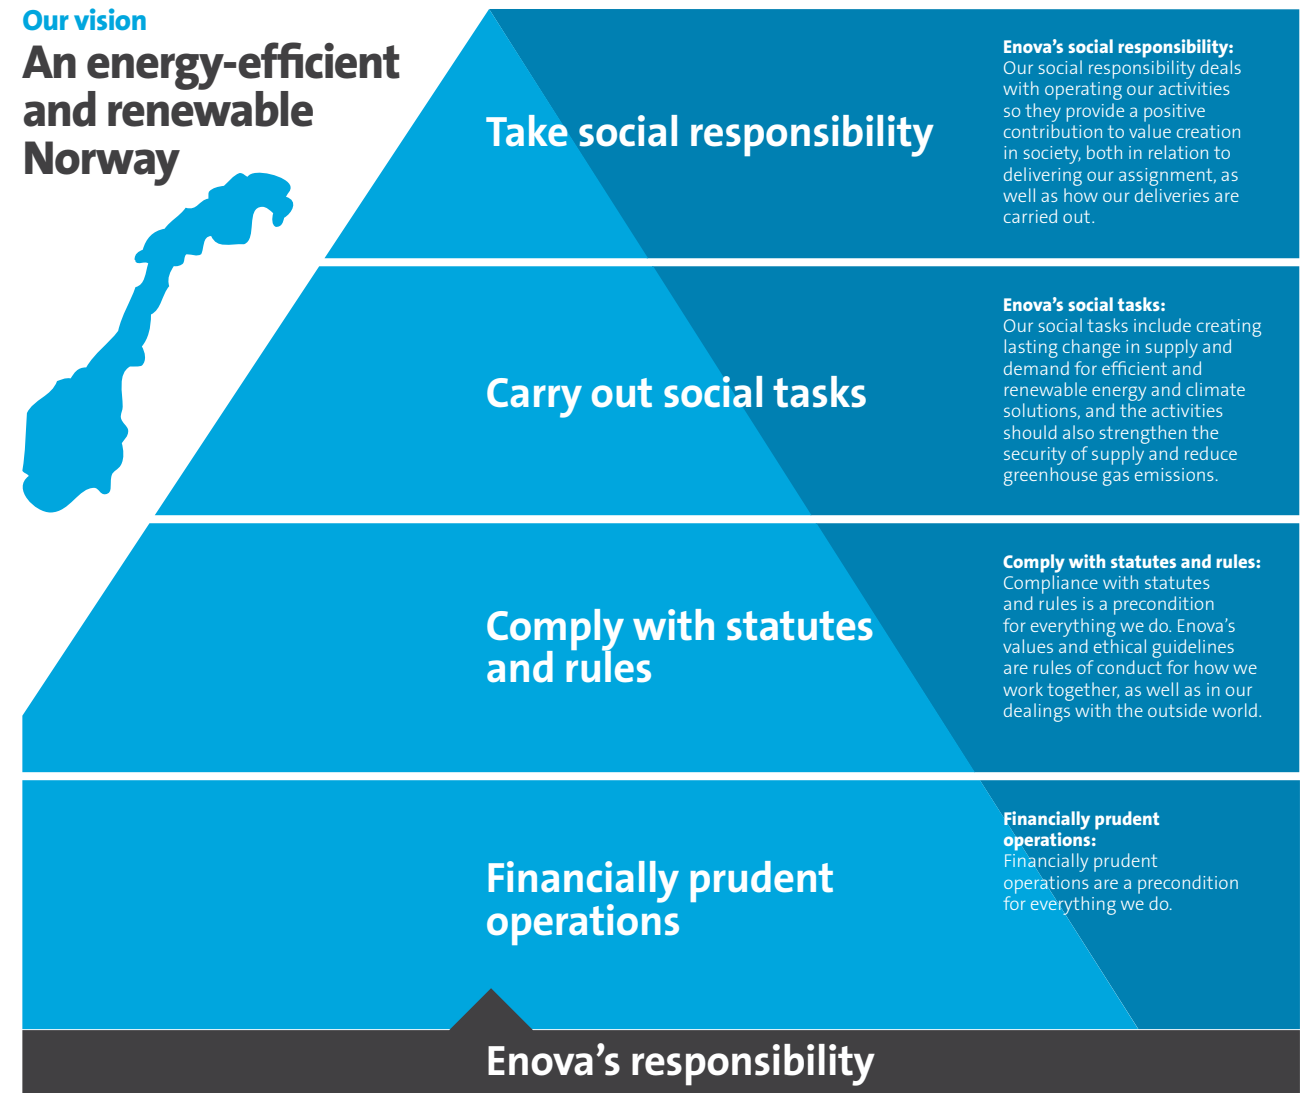 Our vision
An energy-efficient
and renewable
Norway
Take social responsibility
Enova’s social responsibility:
Our social responsibility deals
with operating our activities
so they provide a positive
contribution to value creation
in society, both in relation to
delivering our assignment, as
well as how our deliveries are
carried out.
Carry out social tasks
Enova’s social tasks:
Our social tasks include creating
lasting change in supply and
demand for efficient and
renewable energy and climate
solutions, and the activities
should also strengthen the
security of supply and reduce
greenhouse gas emissions.
Comply with statutes
and rules
Comply with statutes and rules:
Compliance with statutes
and rules is a precondition
for everything we do. Enova’s
values and ethical guidelines
are rules of conduct for how we
work together, as well as in our
dealings with the outside world.
Financially prudent
operations
Financially prudent
operations:
Financially prudent
operations are a precondition
for everything we do.
Enova’s responsibility